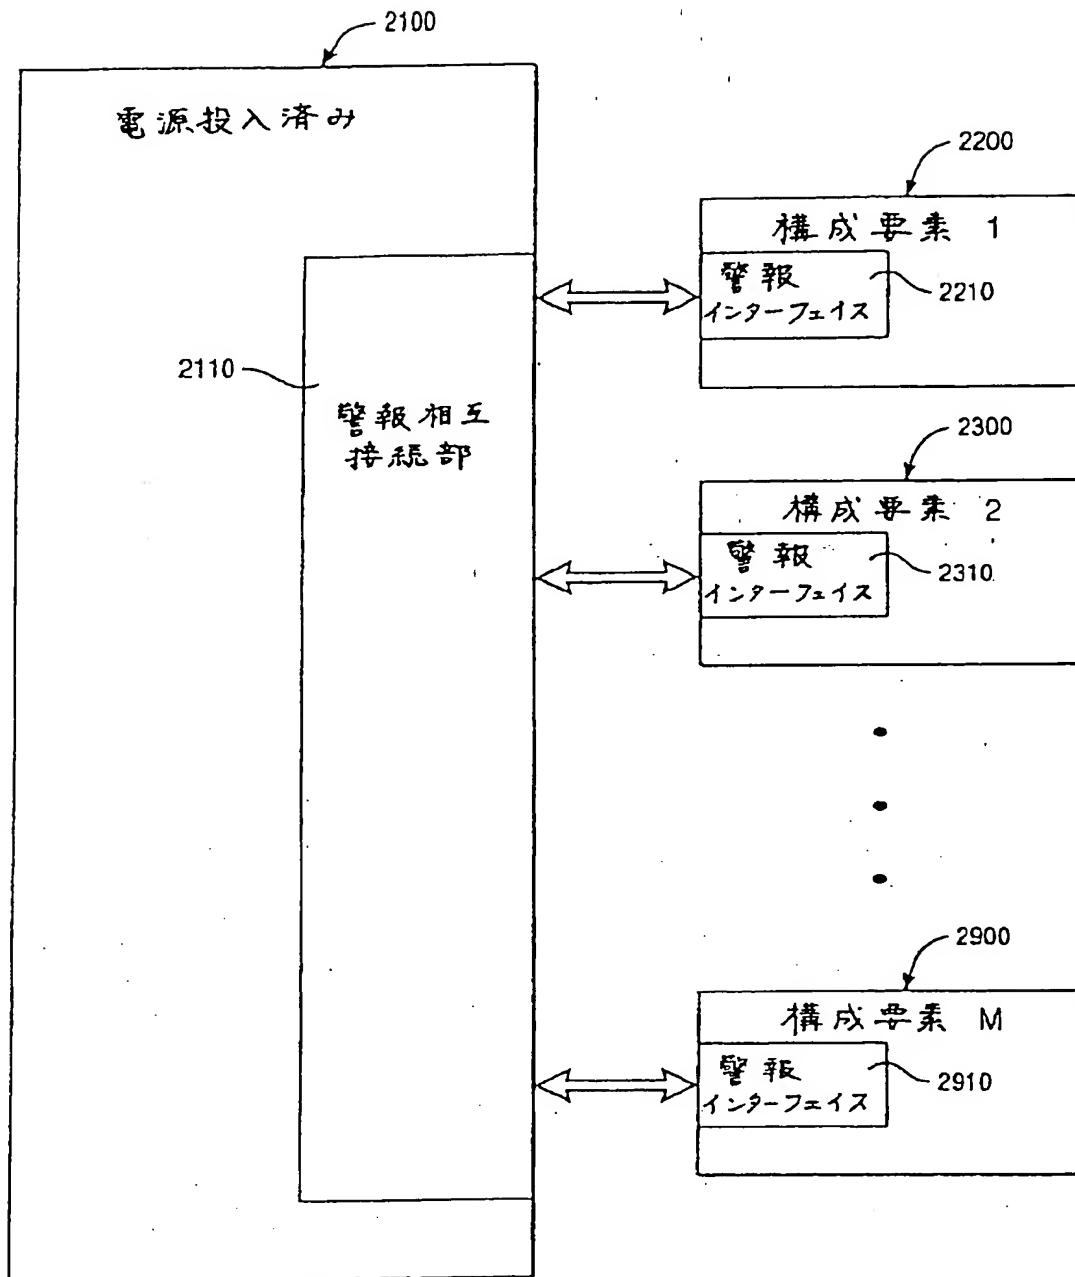 2100
電源投入済み
2200
構成要素 1
警報
インターフェイス
2210
2110
警報相互
接続部
2300
構成要素 2
警報
インターフェイス
2310
2900
構成要素 M
警報
インターフェイス
2910